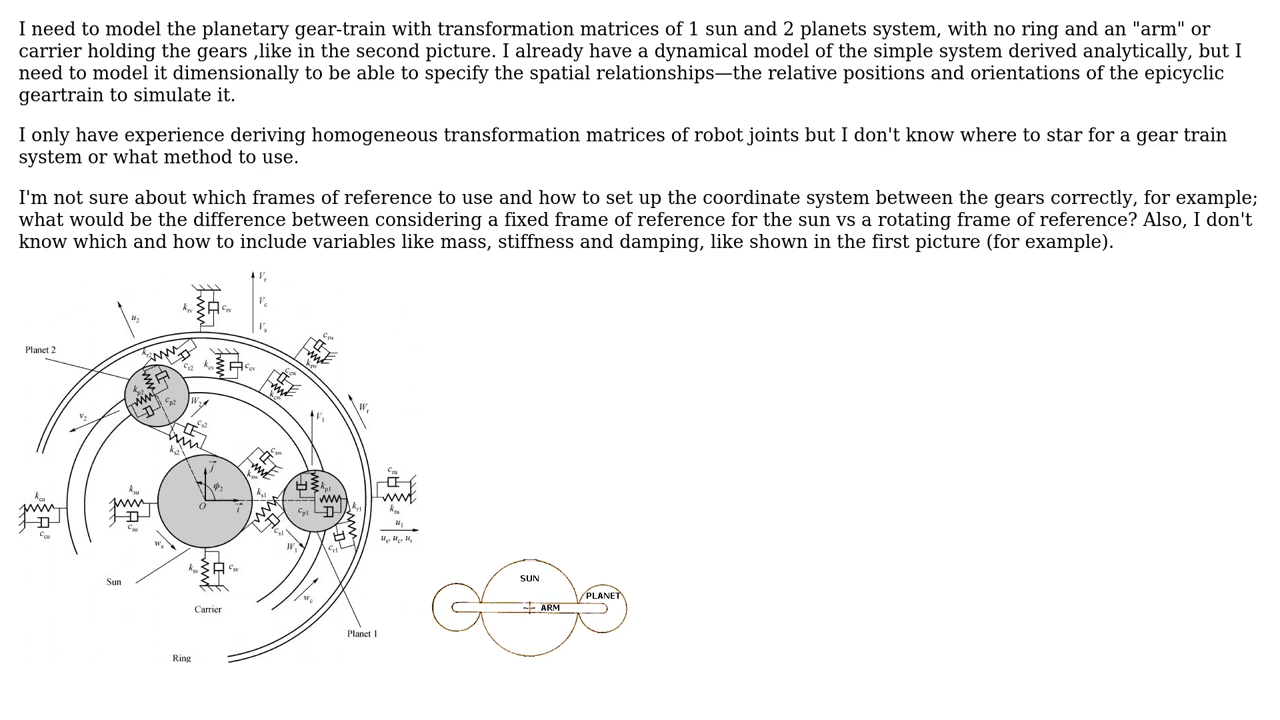 I need to model the planetary gear-train with transformation matrices of 1 sun and 2 planets system, with no ring and an "arm" or
carrier holding the gears ,like in the second picture. I already have a dynamical model of the simple system derived analytically, but I
need to model it dimensionally to be able to specify the spatial relationships—the relative positions and orientations of the epicyclic
geartrain to simulate it.
I only have experience deriving homogeneous transformation matrices of robot joints but I don't know where to star for a gear train
system or what method to use.
I'm not sure about which frames of reference to use and how to set up the coordinate system between the gears correctly, for example;
what would be the difference between considering a fixed frame of reference for the sun vs a rotating frame of reference? Also, I don't
know which and how to include variables like mass, stiffness and damping, like shown in the first picture (for example).
Planet 2
Sun
Carrier
Ring
Planet 1
u₂
v₂
O
φ₂
u₁
SUN
PLANET
ARM